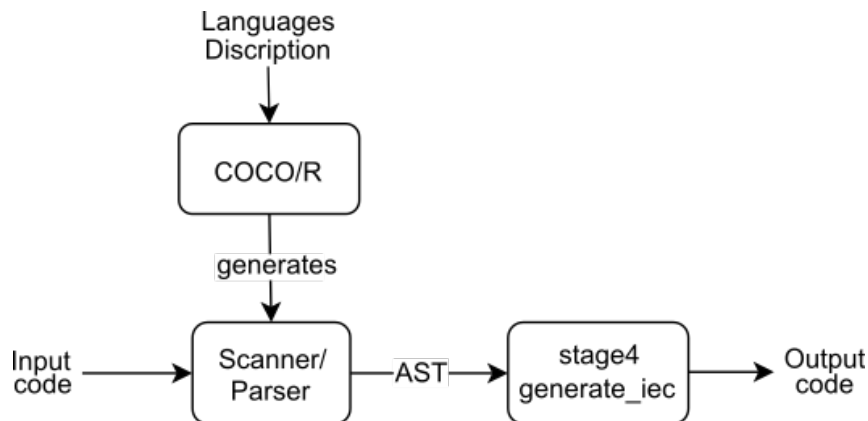 Languages
Discription
COCO/R
generates
Input
code
Scanner/
Parser
AST
stage4
generate_iec
Output
code